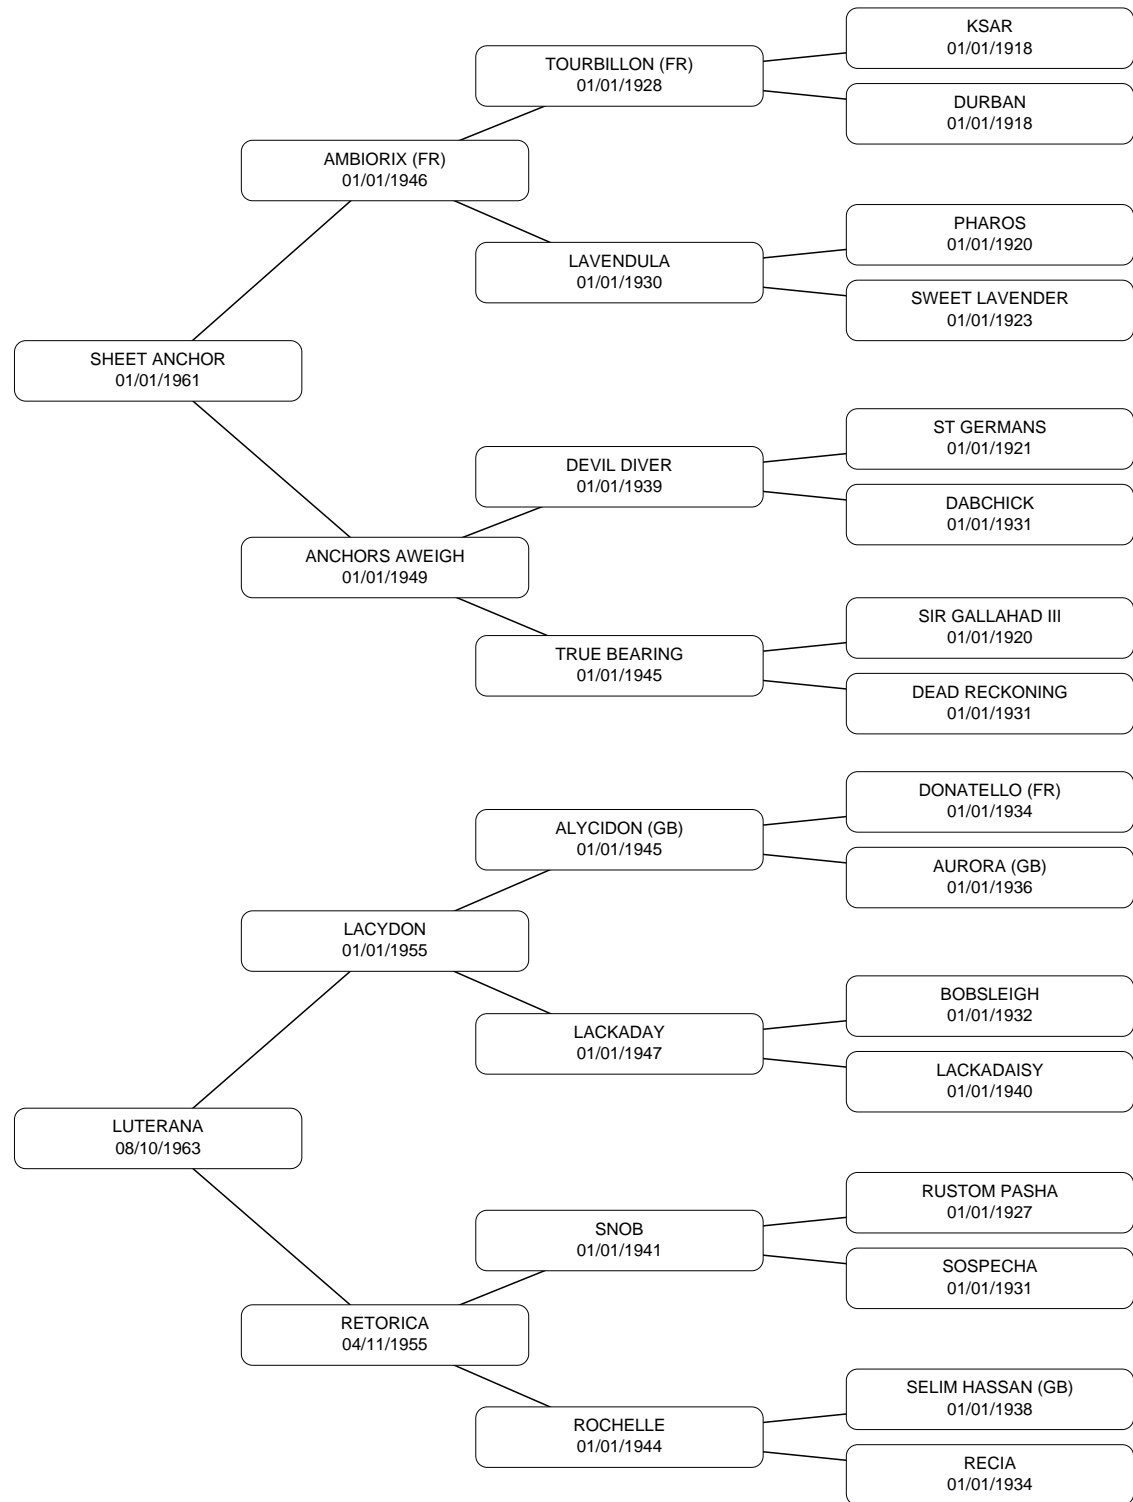 KSAR
01/01/1918
TOURBILLON (FR)
01/01/1928
DURBAN
01/01/1918
AMBIORIX (FR)
01/01/1946
PHAROS
01/01/1920
LAVENDULA
01/01/1930
SWEET LAVENDER
01/01/1923
SHEET ANCHOR
01/01/1961
ST GERMANS
01/01/1921
DEVIL DIVER
01/01/1939
DABCHICK
01/01/1931
ANCHORS AWEIGH
01/01/1949
SIR GALLAHAD III
01/01/1920
TRUE BEARING
01/01/1945
DEAD RECKONING
01/01/1931
DONATELLO (FR)
01/01/1934
ALYCIDON (GB)
01/01/1945
AURORA (GB)
01/01/1936
LACYDON
01/01/1955
BOBSLEIGH
01/01/1932
LACKADAY
01/01/1947
LACKADAISY
01/01/1940
LUTERANA
08/10/1963
RUSTOM PASHA
01/01/1927
SNOB
01/01/1941
SOSPECHA
01/01/1931
RETORICA
04/11/1955
SELIM HASSAN (GB)
01/01/1938
ROCHELLE
01/01/1944
RECIA
01/01/1934